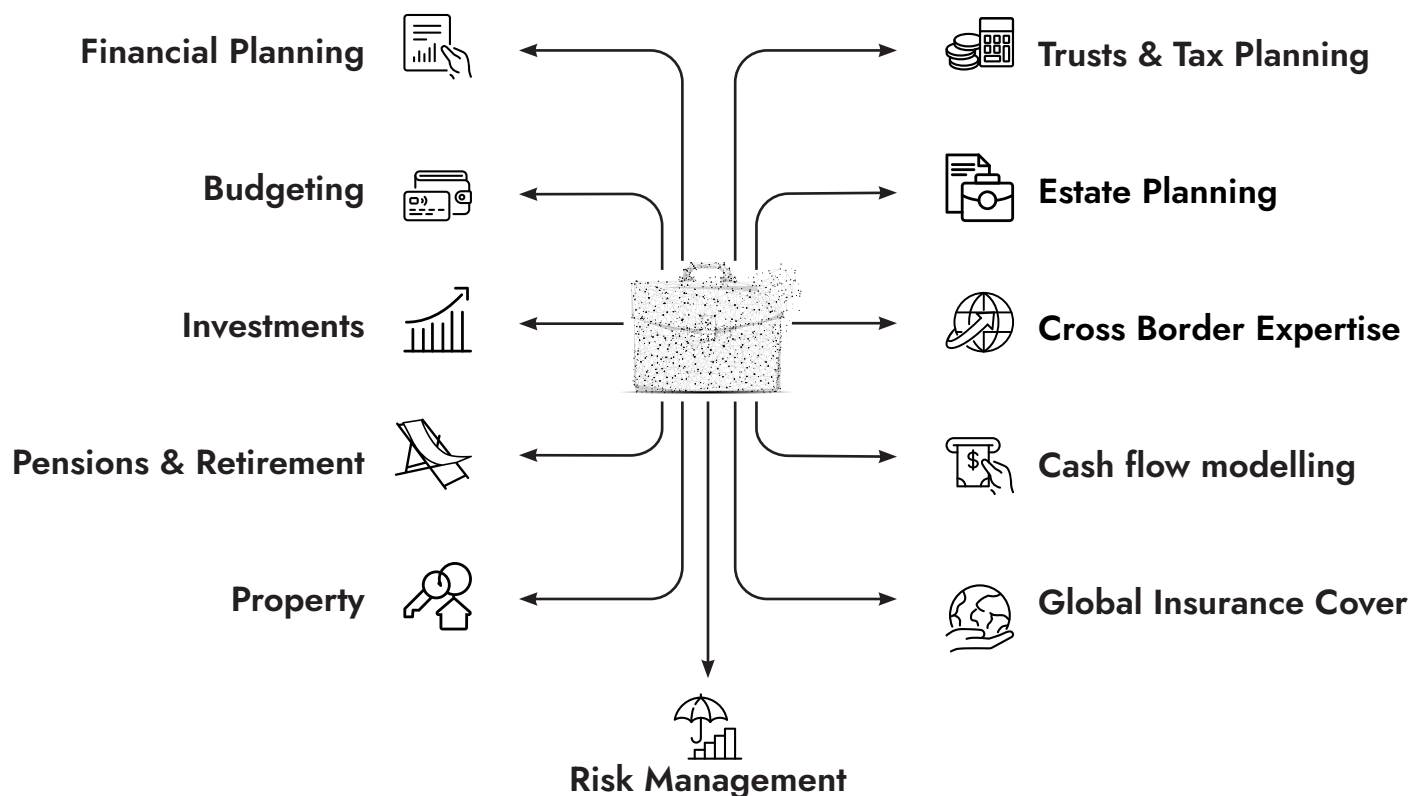 Financial Planning
Budgeting
Investments
Pensions & Retirement
Property
Trusts & Tax Planning
Estate Planning
Cross Border Expertise
Cash flow modelling
$
Global Insurance Cover
Risk Management